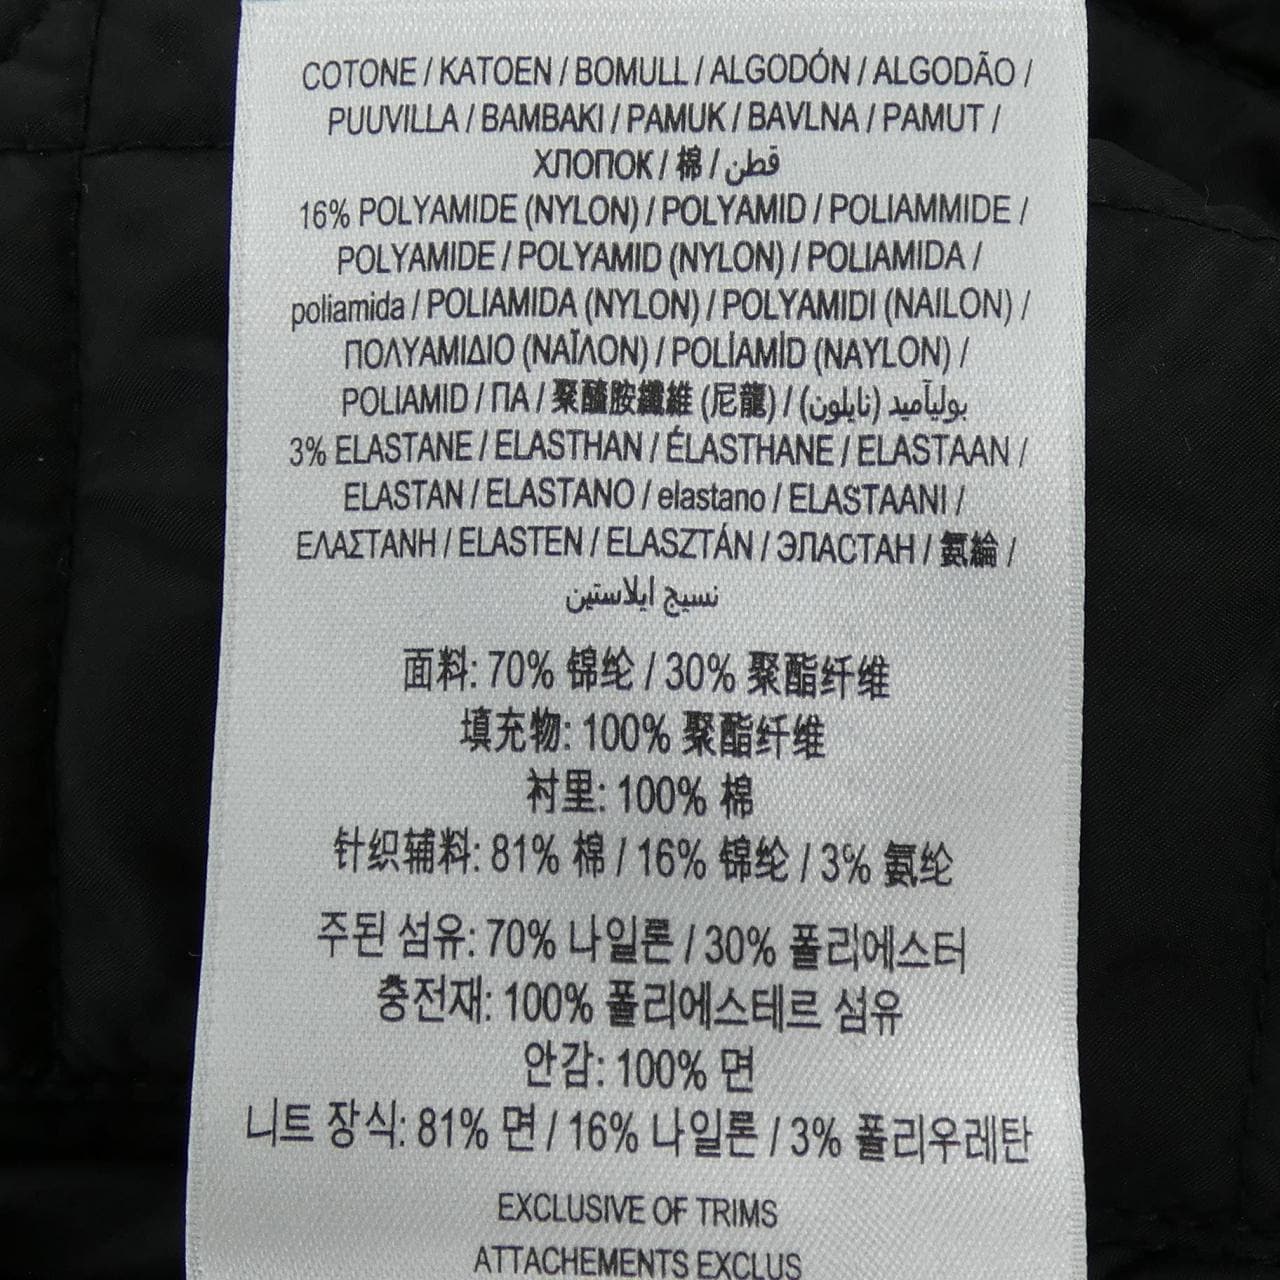 COTONE / KATOEN / BOMULL / ALGODÓN / ALGODÃO /
PUUVILLA / BAMBAKI / PAMUK / BAVLNA / PAMUT /
ХЛОПОК / 棉 / قطن
16% POLYAMIDE (NYLON) / POLYAMID / POLIAMMIDE /
POLYAMIDE / POLYAMID (NYLON) / POLIAMIDA /
poliamida / POLIAMIDA (NYLON) / POLYAMIDI (NAILON) /
ΠΟΛΥΑΜΙΔΙΟ (ΝΑΪΛΟΝ) / POLİAMİD (NAYLON) /
POLIAMID / ПА / 聚醯胺纖維 (尼龍) / بولیآمید (نایلون)
3% ELASTANE / ELASTHAN / ÉLASTHANE / ELASTAAN /
ELASTAN / ELASTANO / elastano / ELASTAANI /
ΕΛΑΣΤΑΝΗ / ELASTEN / ELASZTÁN / ЭЛАСТАН / 氨綸 /
نسیج ایلاستین
面料: 70% 锦纶 / 30% 聚酯纤维
填充物: 100% 聚酯纤维
衬里: 100% 棉
针织辅料: 81% 棉 / 16% 锦纶 / 3% 氨纶
주된 섬유: 70% 나일론 / 30% 폴리에스터
충전재: 100% 폴리에스테르 섬유
안감: 100% 면
니트 장식: 81% 면 / 16% 나일론 / 3% 폴리우레탄
EXCLUSIVE OF TRIMS
ATTACHEMENTS EXCLUS